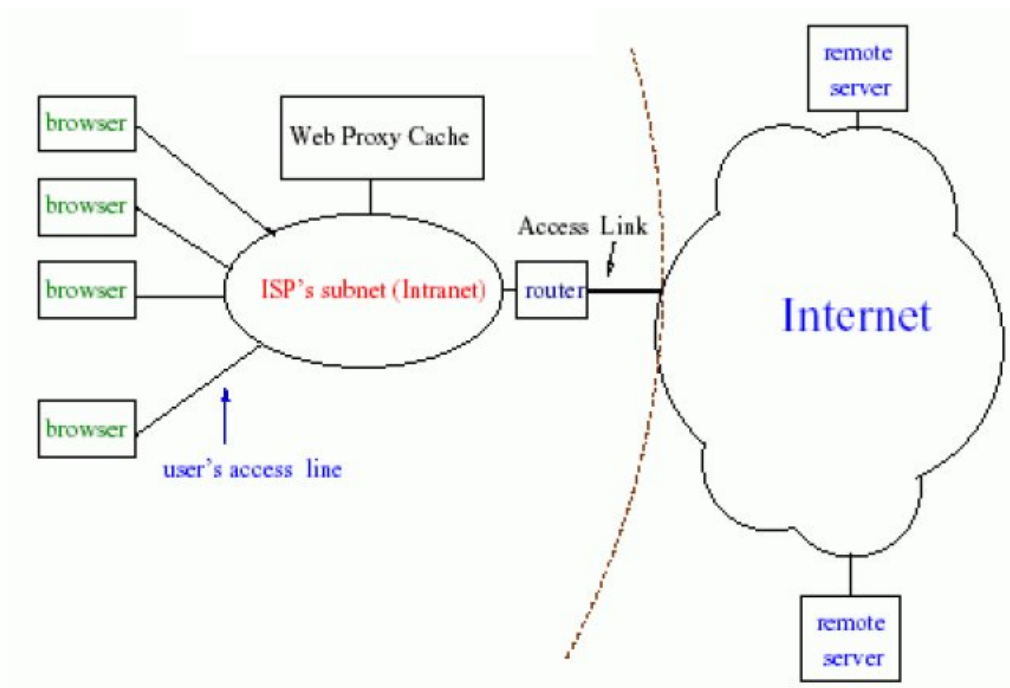 remote
server
browser
Web Proxy Cache
browser
Access Link
browser
ISP's subnet (Intranet)
router
Internet
browser
user's access line
remote
server